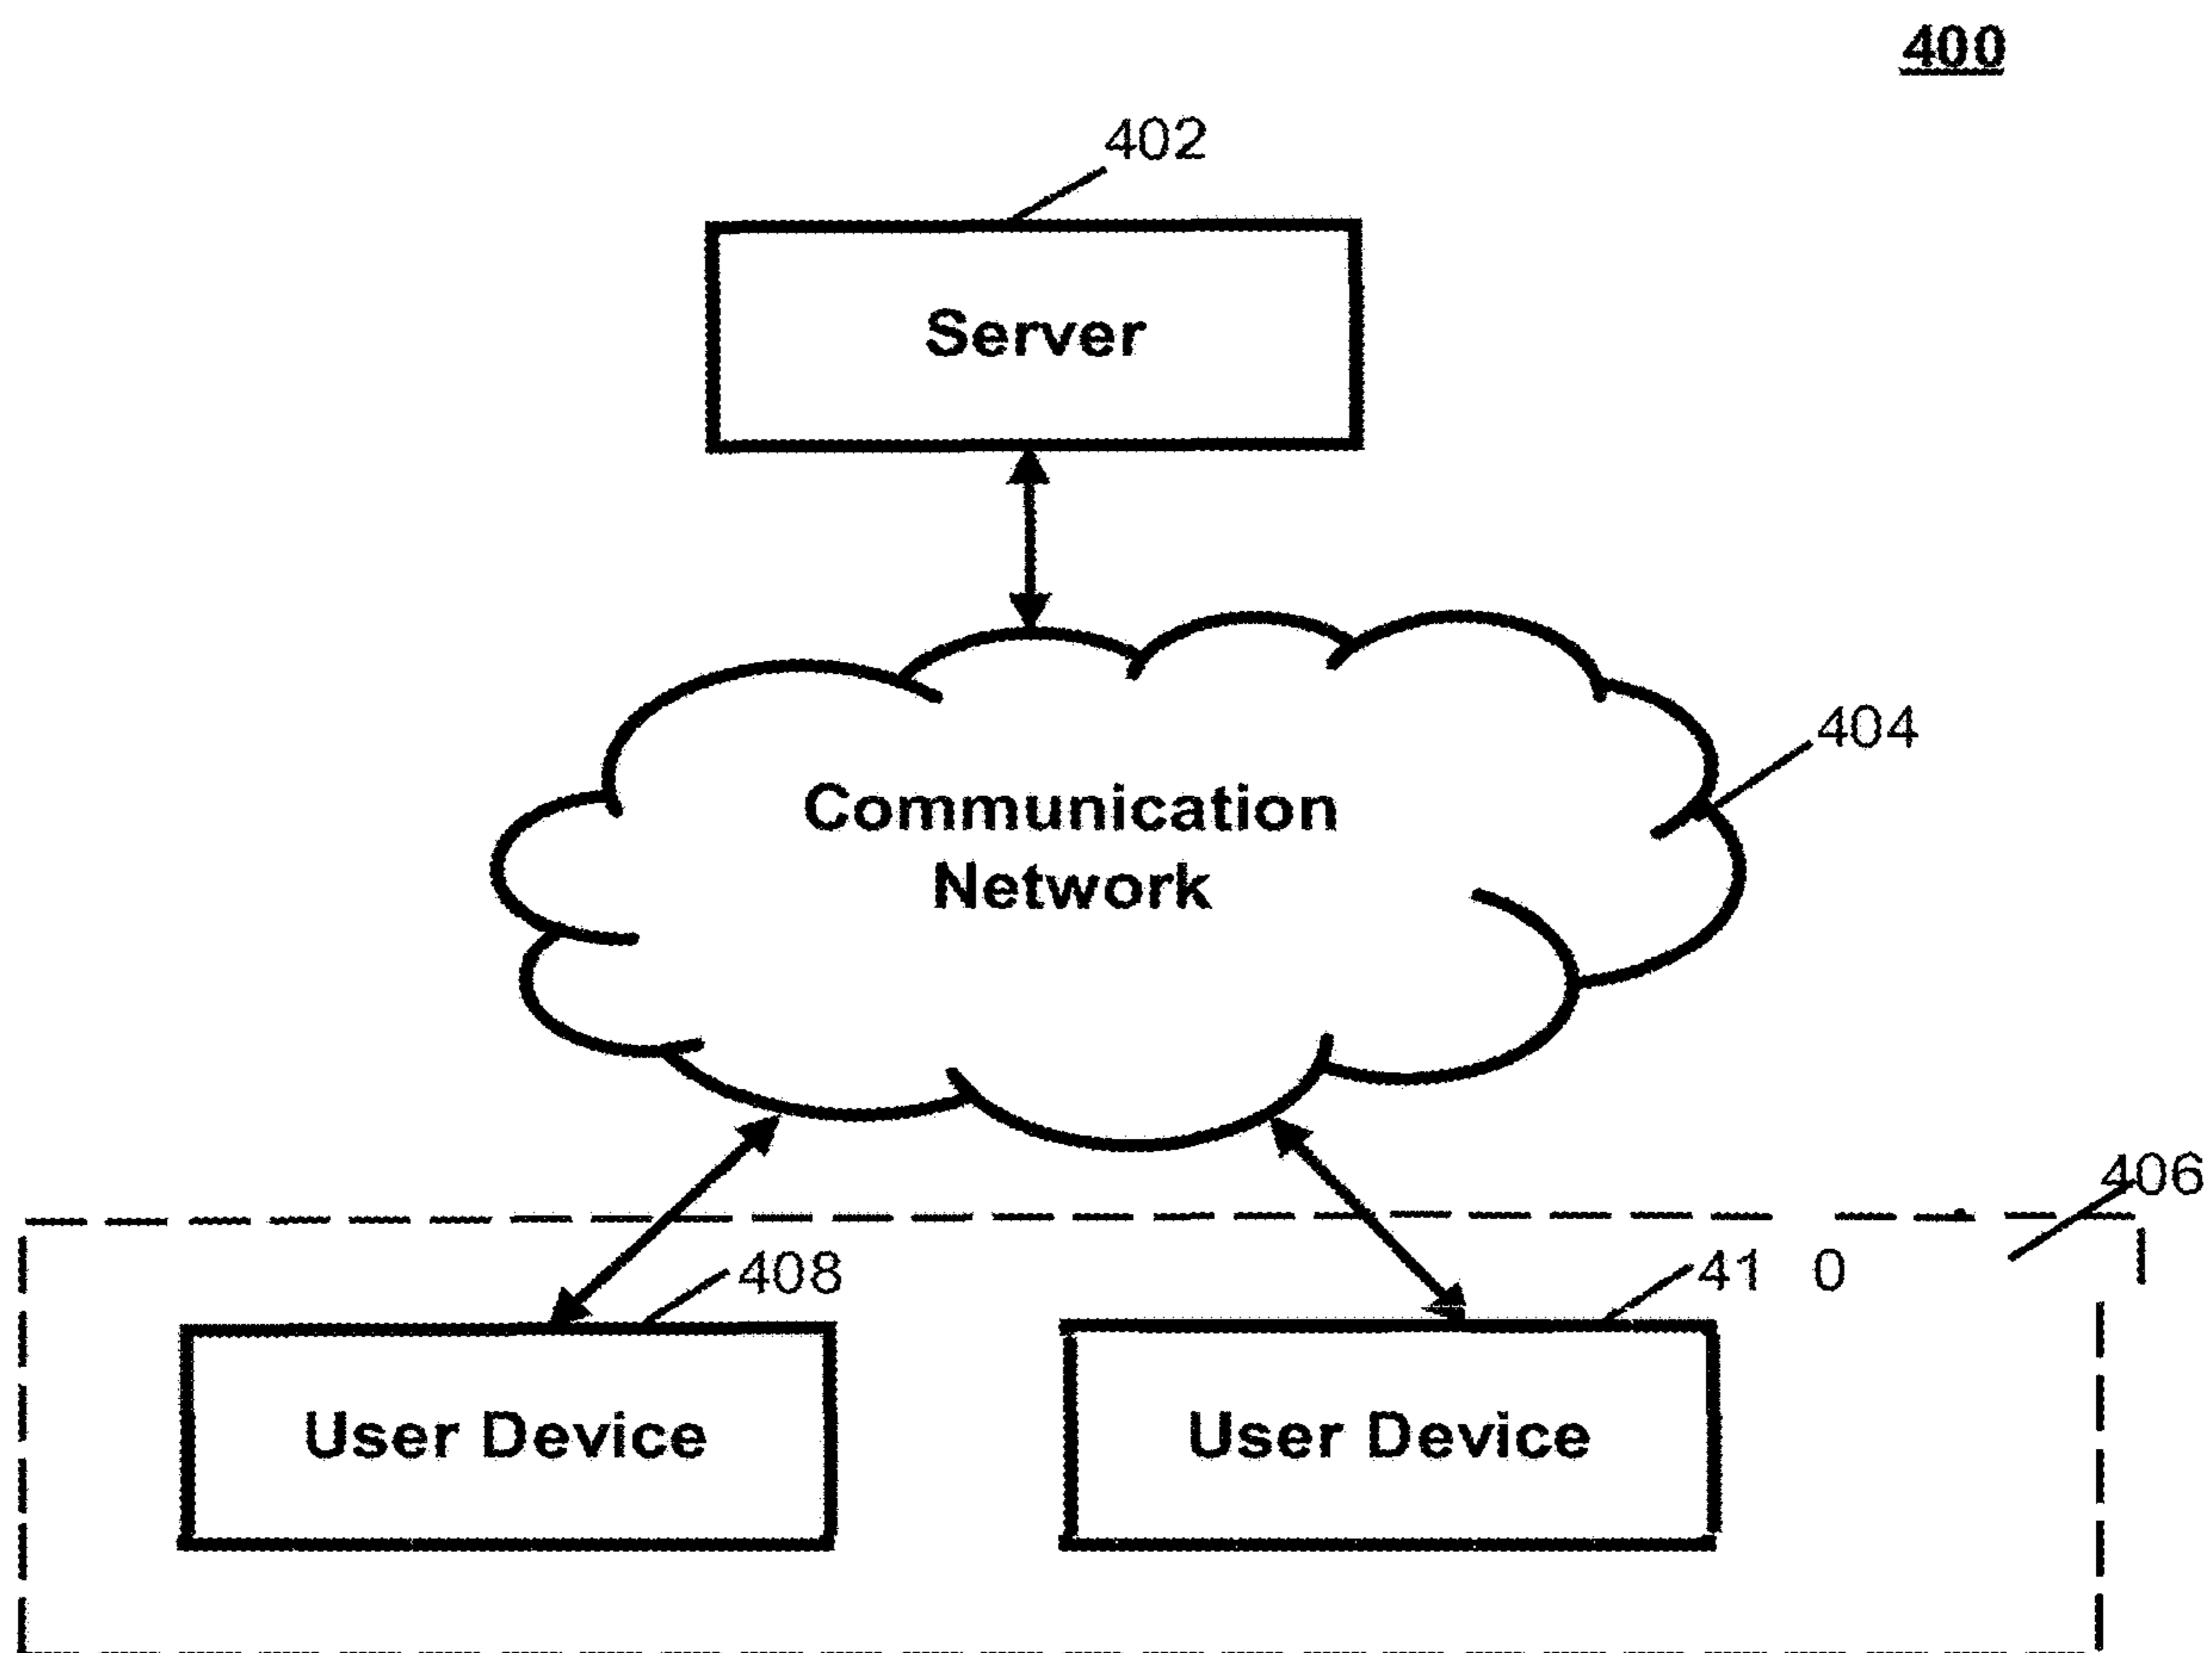 400
402
Server
Communication
Network
404
406
408
41 0
User Device
User Device